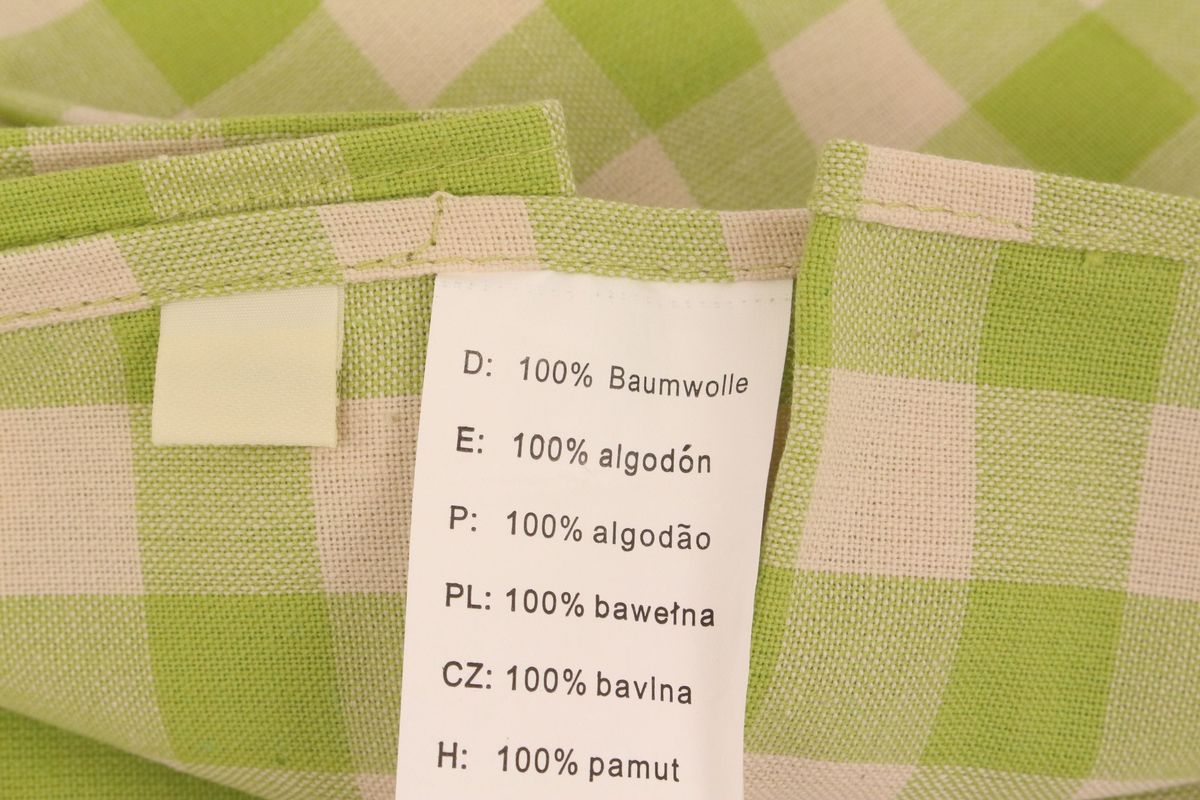 D: 100% Baumwolle
E: 100% algodón
P: 100% algodão
PL: 100% bawełna
CZ: 100% bavlna
H: 100% pamut